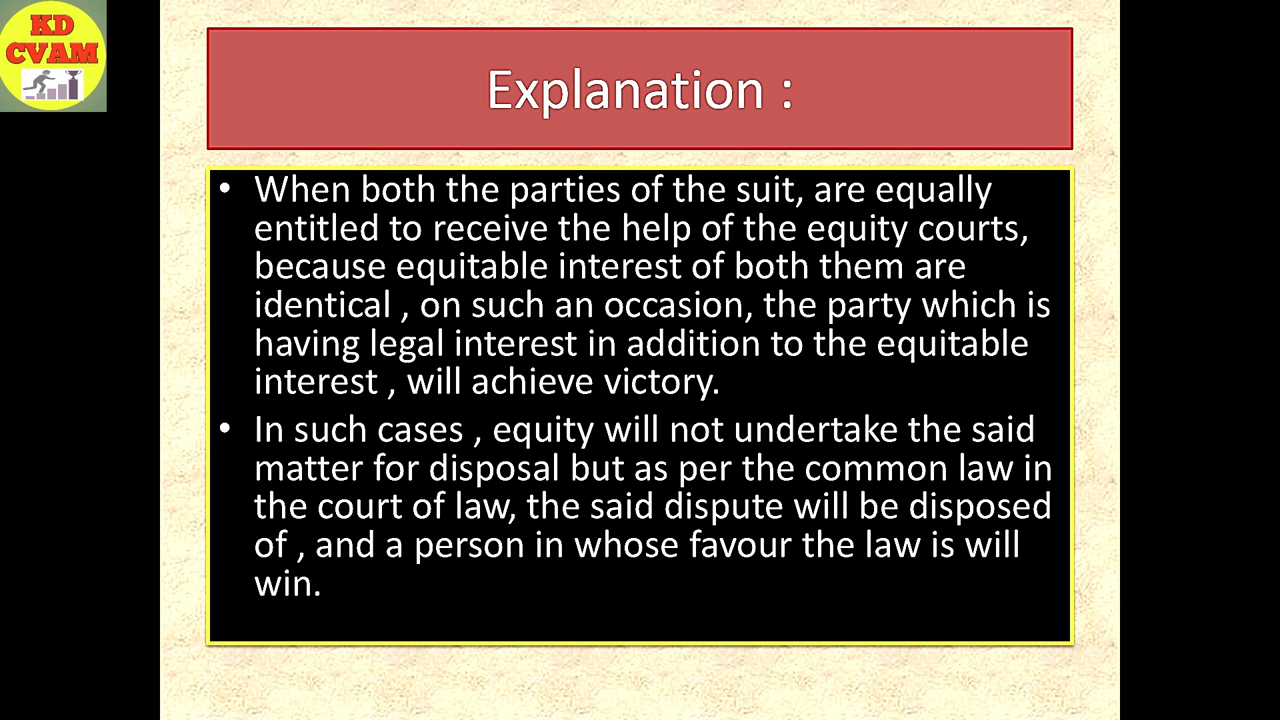 KD
CVAM
Explanation :
• When both the parties of the suit, are equally
entitled to receive the help of the equity courts,
because equitable interest of both them are
identical , on such an occasion, the party which is
having legal interest in addition to the equitable
interest , will achieve victory.
• In such cases , equity will not undertake the said
matter for disposal but as per the common law in
the court of law, the said dispute will be disposed
of , and a person in whose favour the law is will
win.